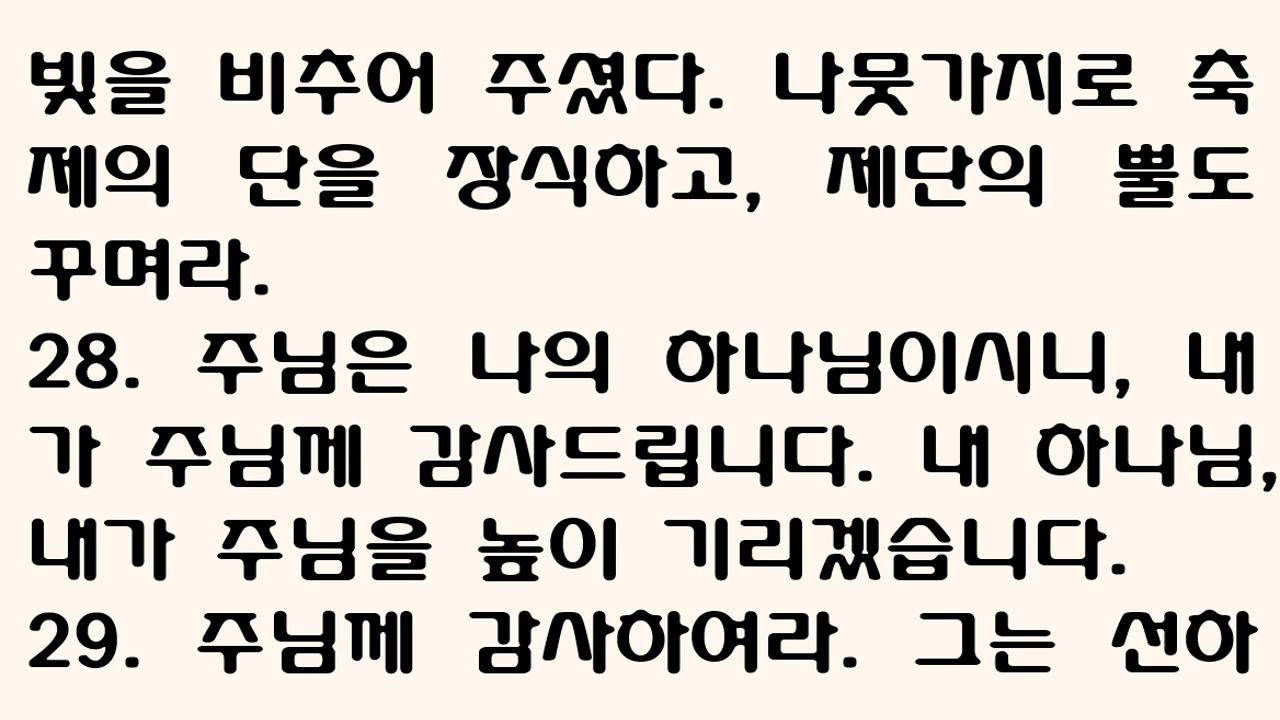 빛을 비추어 주셨다. 나뭇가지로 축
제의 단을 장식하고, 제단의 뿔도
꾸며라.
28. 주님은 나의 하나님이시니, 내
가 주님께 감사드립니다. 내 하나님,
내가 주님을 높이 기리겠습니다.
29. 주님께 감사하여라. 그는 선하